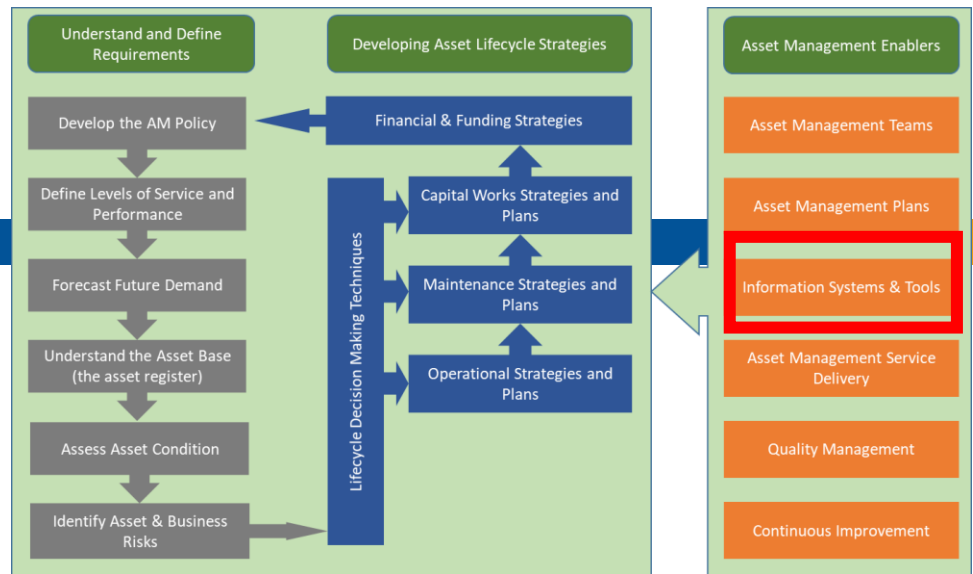 Understand and Define
Requirements
Develop the AM Policy
Define Levels of Service and
Performance
Forecast Future Demand
Understand the Asset Base
(the asset register)
Assess Asset Condition
Identify Asset & Business
Risks
Developing Asset Lifecycle Strategies
Financial & Funding Strategies
Lifecycle Decision Making Techniques
Capital Works Strategies and
Plans
Maintenance Strategies and
Plans
Operational Strategies and
Plans
Asset Management Enablers
Asset Management Teams
Asset Management Plans
Information Systems & Tools
Asset Management Service
Delivery
Quality Management
Continuous Improvement